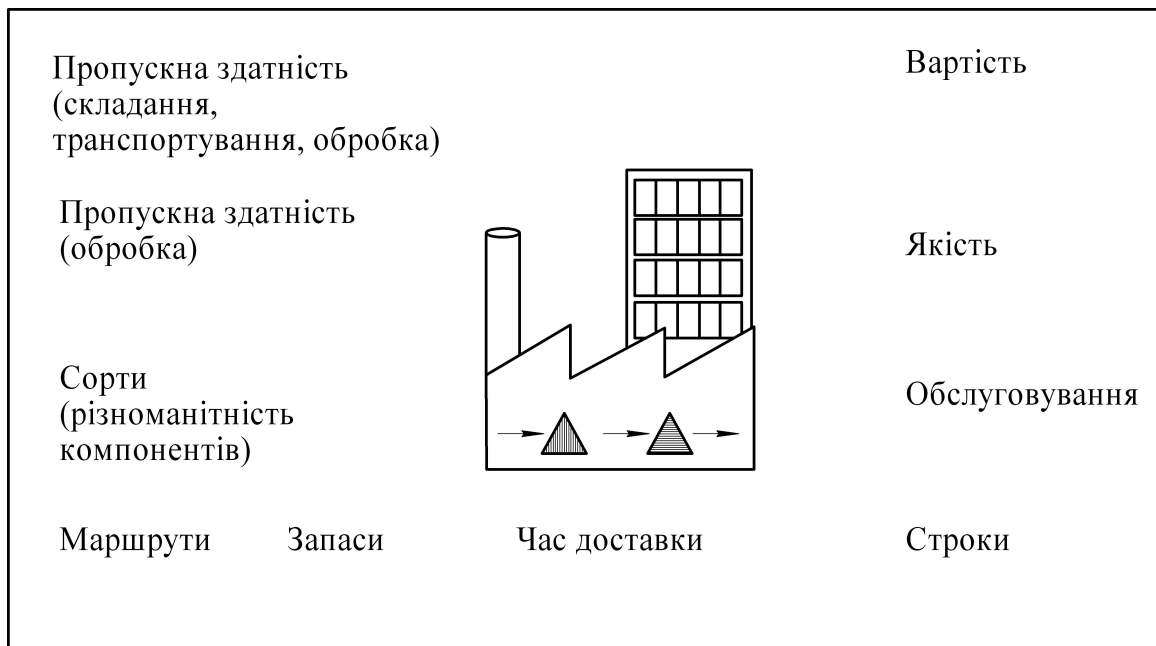 Пропускна здатність
(складання,
транспортування, обробка)
Вартість
Пропускна здатність
(обробка)
Якість
Сорти
(різноманітність
компонентів)
Обслуговування
Маршрути Запаси Час доставки Строки